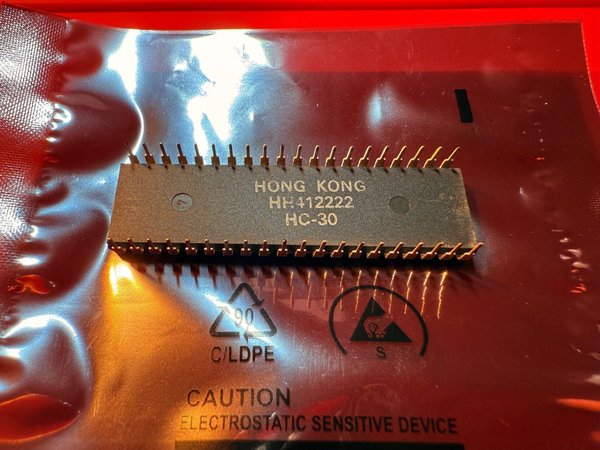 HONG KONG
HH412222
HC-30
90
C/LDPE
S
CAUTION
ELECTROSTATIC SENSITIVE DEVICE